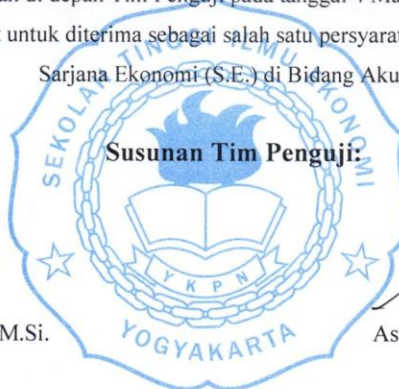 an di depan Tim Penguji pada tanggal
t untuk diterima sebagai salah satu persyarat
Sarjana Ekonomi (S.E.) di Bidang Aku
SEKOLAH TINGGI ILMU EKONOMI
Susunan Tim Penguji:
YKPN
YOGYAKARTA
M.Si.
As